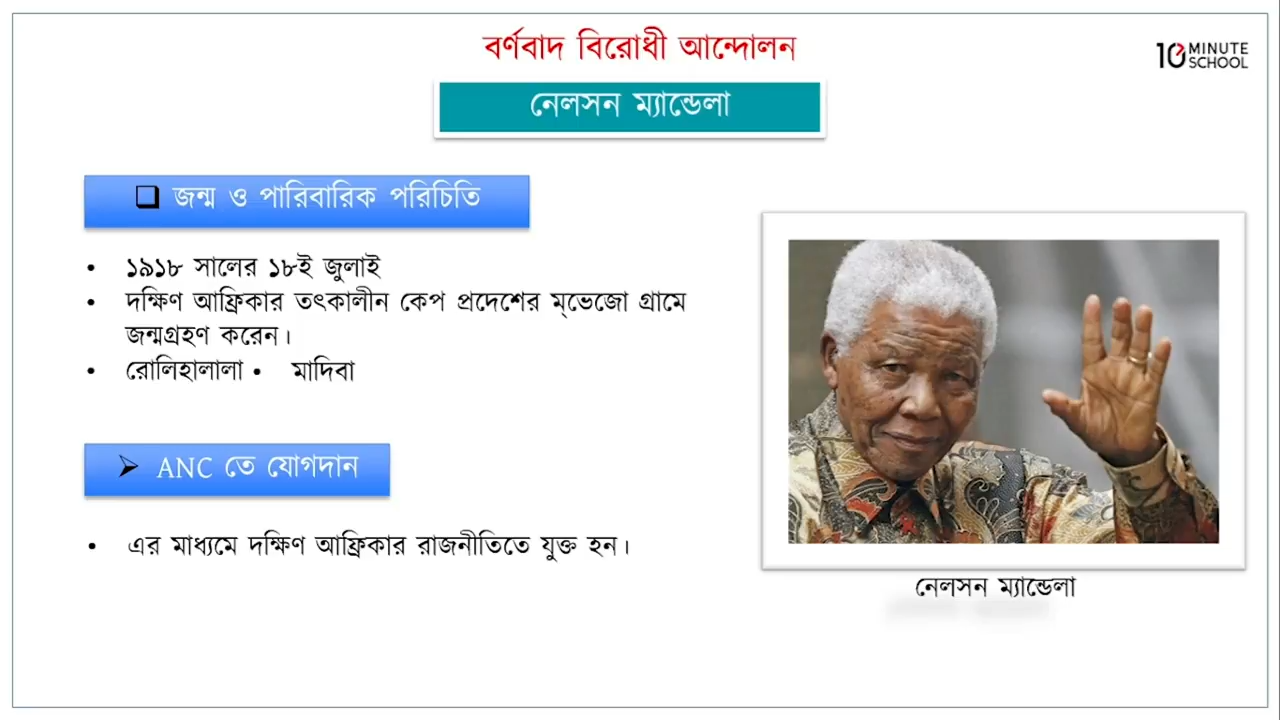 বর্ণবাদ বিরোধী আন্দোলন
10 MINUTE SCHOOL
নেলসন ম্যান্ডেলা
❑ জন্ম ও পারিবারিক পরিচিতি
• ১৯১৮ সালের ১৮ই জুলাই
• দক্ষিণ আফ্রিকার তৎকালীন কেপ প্রদেশের ম্ভেজো গ্রামে
জন্মগ্রহণ করেন।
• রোলিহালালা • মাদিবা
➢ ANC তে যোগদান
• এর মাধ্যমে দক্ষিণ আফ্রিকার রাজনীতিতে যুক্ত হন।
নেলসন ম্যান্ডেলা